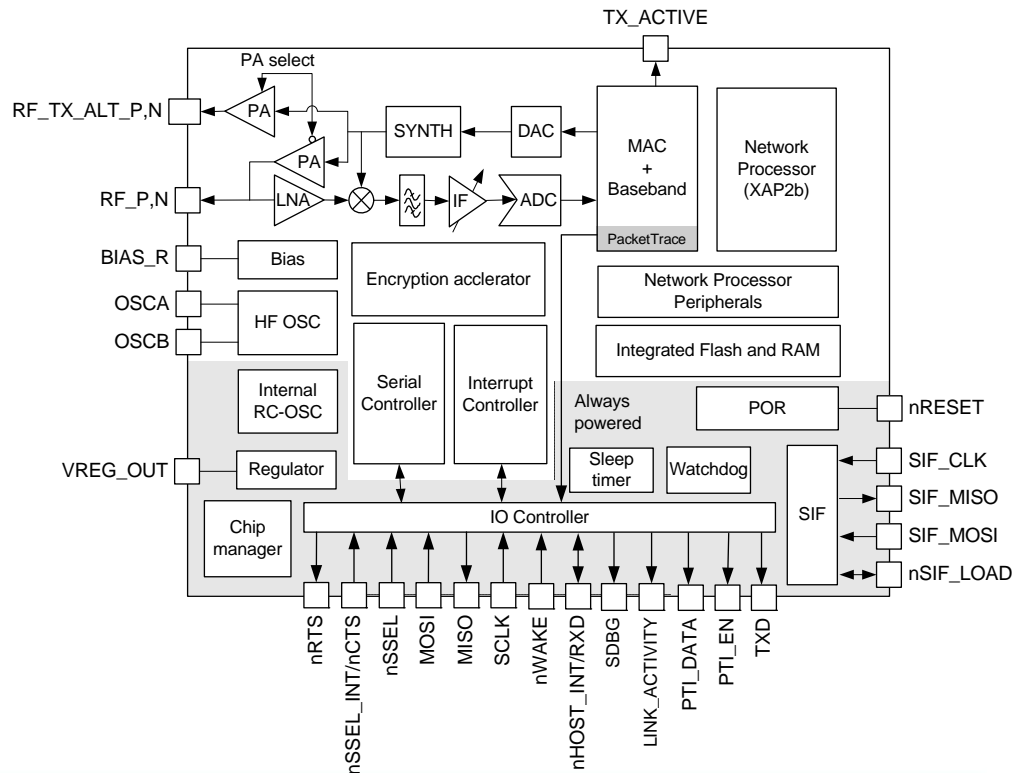 TX_ACTIVE
PA select
RF_TX_ALT_P,N
PA
SYNTH
DAC
MAC
+
Baseband
Network
Processor
(XAP2b)
PA
RF_P,N
LNA
IF
ADC
PacketTrace
BIAS_R
Bias
Encryption acclerator
Network Processor
Peripherals
OSCA
HF OSC
OSCB
Integrated Flash and RAM
Serial
Controller
Interrupt
Controller
Internal
RC-OSC
Always
powered
POR
nRESET
VREG_OUT
Regulator
Sleep
timer
Watchdog
SIF
SIF_CLK
SIF_MISO
SIF_MOSI
nSIF_LOAD
Chip
manager
IO Controller
nRTS
nSSEL_INT/nCTS
nSSEL
MOSI
MISO
SCLK
nWAKE
nHOST_INT/RXD
SDBG
LINK_ACTIVITY
PTI_DATA
PTI_EN
TXD